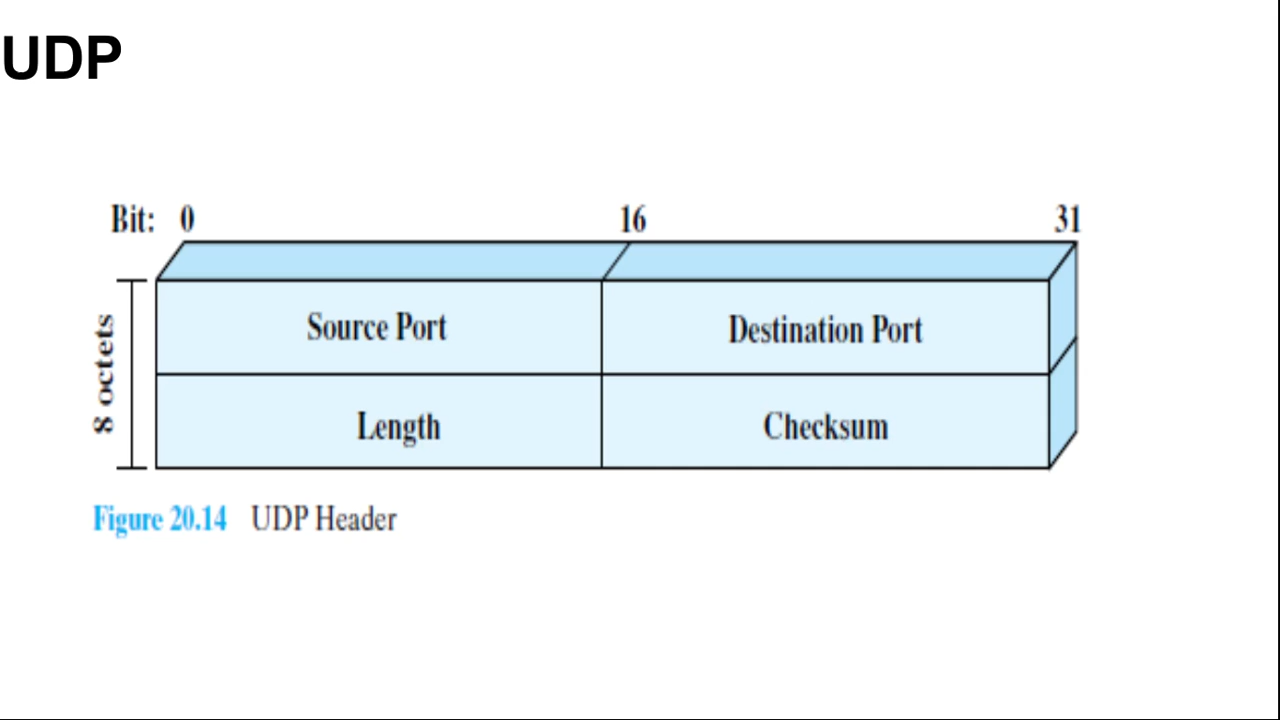 UDP
Bit: 0 16 31
8 octets
Source Port Destination Port
Length Checksum
Figure 20.14 UDP Header